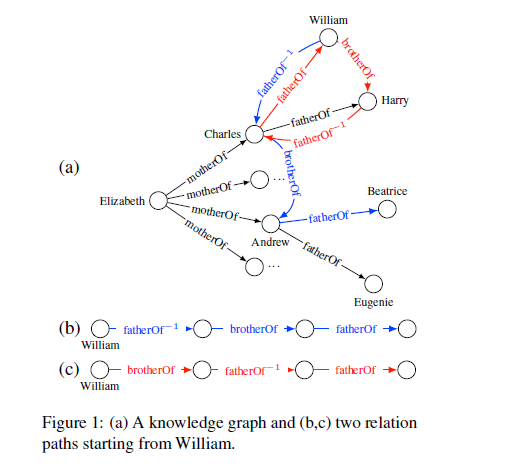 William
fatherOf⁻¹
fatherOf
brotherOf
Harry
fatherOf
fatherOf⁻¹
Charles
(a)
motherOf
brotherOf
motherOf
...
Beatrice
Elizabeth
motherOf
fatherOf
motherOf
Andrew
fatherOf
...
Eugenie
(b) fatherOf⁻¹ brotherOf fatherOf
William
(c) brotherOf fatherOf⁻¹ fatherOf
William
Figure 1: (a) A knowledge graph and (b,c) two relation
paths starting from William.